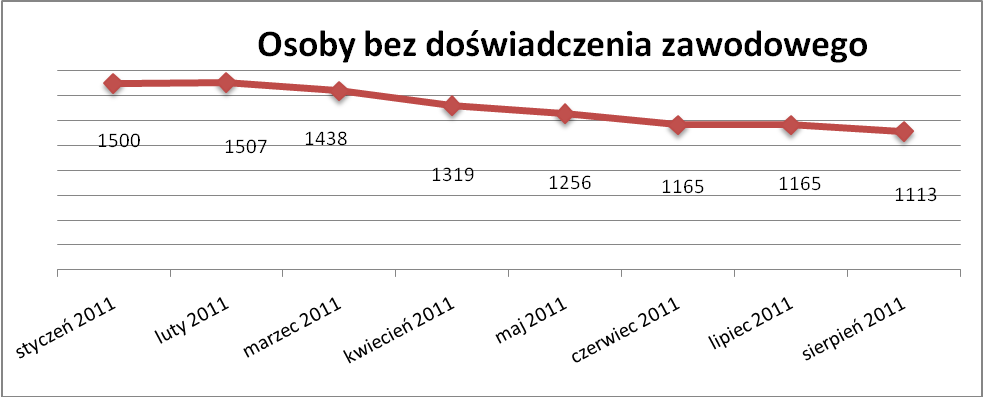 Osoby bez doświadczenia zawodowego
1500
1507
1438
1319
1256
1165
1165
1113
styczeń 2011
luty 2011
marzec 2011
kwiecień 2011
maj 2011
czerwiec 2011
lipiec 2011
sierpień 2011